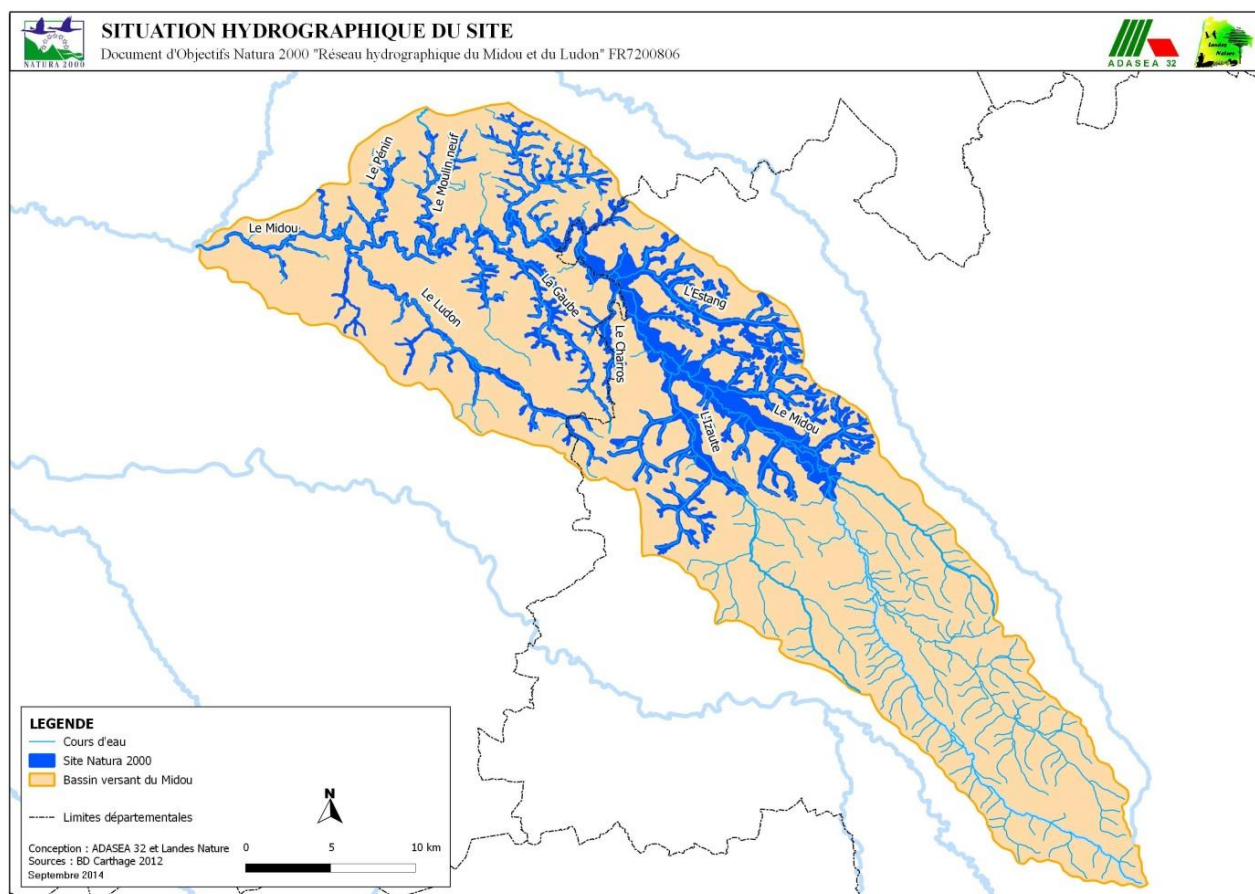 SITUATION HYDROGRAPHIQUE DU SITE
Document d'Objectifs Natura 2000 "Réseau hydrographique du Midou et du Ludon" FR7200806
NATURA 2000
ADASEA 32
Landes
Nature
Le Pénin
Le Moulin neuf
Le Midou
La Gaube
L'Estang
Le Ludon
Le Charros
Le Midou
L'Izaute
LEGENDE
Cours d'eau
Site Natura 2000
Bassin versant du Midou
Limites départementales
N
Conception : ADASEA 32 et Landes Nature
Sources : BD Carthage 2012
Septembre 2014
0 5 10 km